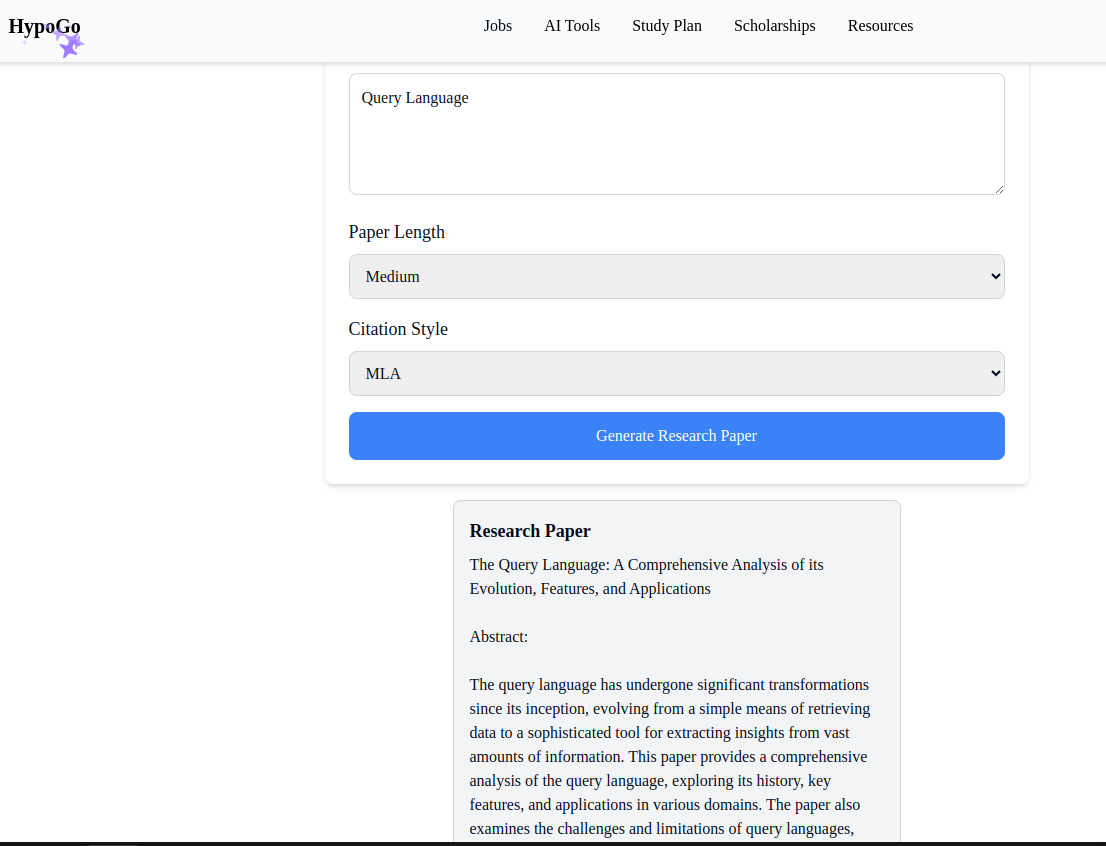 HypoGo
Jobs
AI Tools
Study Plan
Scholarships
Resources
Query Language
Paper Length
Medium
Citation Style
MLA
Generate Research Paper
Research Paper
The Query Language: A Comprehensive Analysis of its
Evolution, Features, and Applications
Abstract:
The query language has undergone significant transformations
since its inception, evolving from a simple means of retrieving
data to a sophisticated tool for extracting insights from vast
amounts of information. This paper provides a comprehensive
analysis of the query language, exploring its history, key
features, and applications in various domains. The paper also
examines the challenges and limitations of query languages,